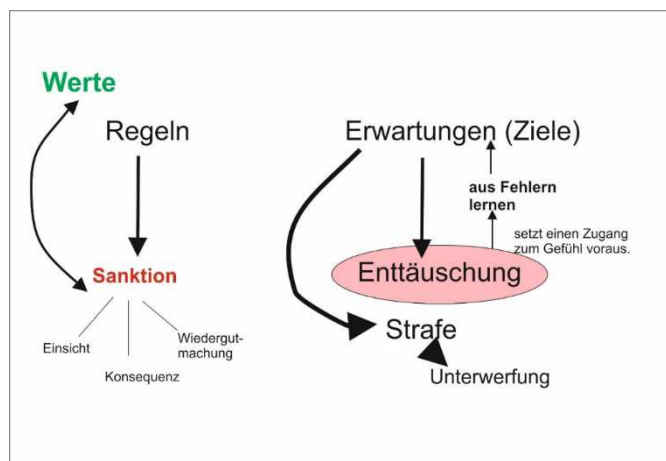 Werte
Regeln
Sanktion
Einsicht
Konsequenz
Wiedergut-
machung
Erwartungen (Ziele)
aus Fehlern
lernen
setzt einen Zugang
zum Gefühl voraus.
Enttäuschung
Strafe
Unterwerfung